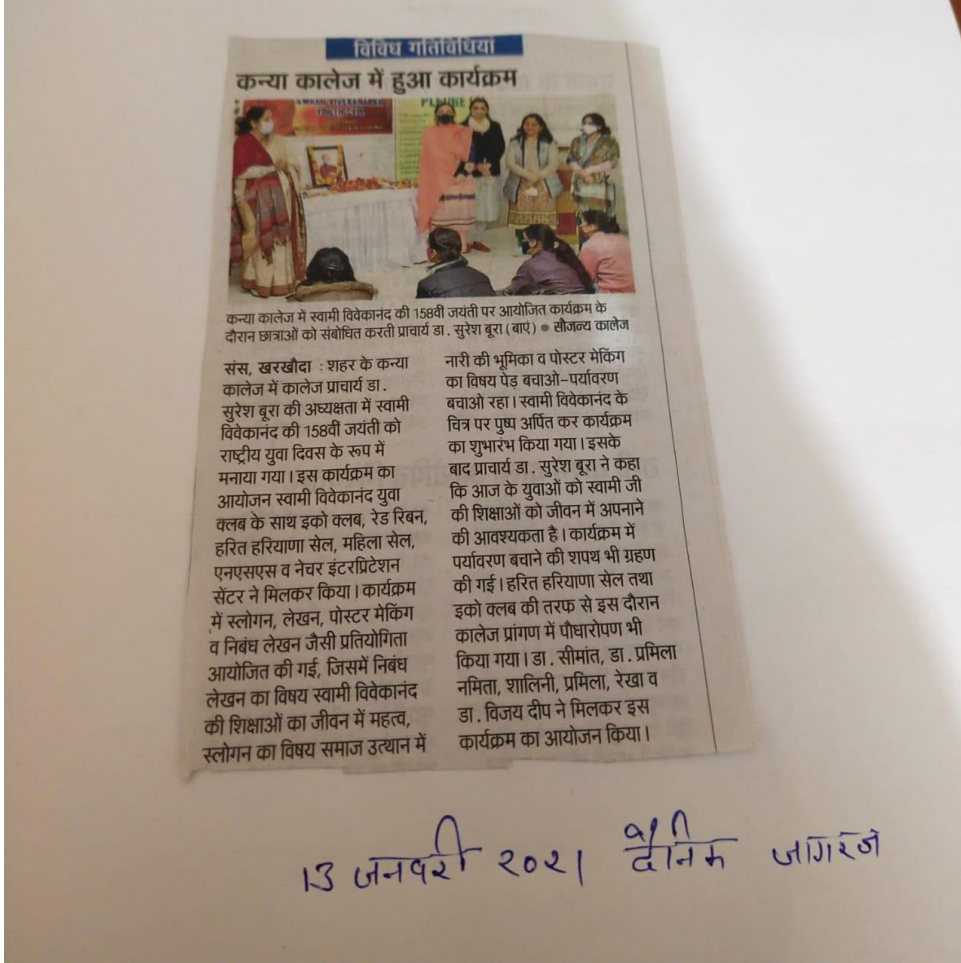 विविध गतिविधियां
कन्या कालेज में हुआ कार्यक्रम
SWAMI VIVEKANANDA
PLEDGE
कन्या कालेज में स्वामी विवेकानंद की 158वीं जयंती पर आयोजित कार्यक्रम के
दौरान छात्राओं को संबोधित करती प्राचार्य डा. सुरेश बूरा (बाएं) ● सौजन्य कालेज
संस, खरखौदा : शहर के कन्या
कालेज में कालेज प्राचार्य डा.
सुरेश बूरा की अध्यक्षता में स्वामी
विवेकानंद की 158वीं जयंती को
राष्ट्रीय युवा दिवस के रूप में
मनाया गया। इस कार्यक्रम का
आयोजन स्वामी विवेकानंद युवा
क्लब के साथ इको क्लब, रेड रिबन,
हरित हरियाणा सेल, महिला सेल,
एनएसएस व नेचर इंटरप्रिटेशन
सेंटर ने मिलकर किया। कार्यक्रम
में स्लोगन, लेखन, पोस्टर मेकिंग
व निबंध लेखन जैसी प्रतियोगिता
आयोजित की गई, जिसमें निबंध
लेखन का विषय स्वामी विवेकानंद
की शिक्षाओं का जीवन में महत्व,
स्लोगन का विषय समाज उत्थान में
नारी की भूमिका व पोस्टर मेकिंग
का विषय पेड़ बचाओ-पर्यावरण
बचाओ रहा। स्वामी विवेकानंद के
चित्र पर पुष्प अर्पित कर कार्यक्रम
का शुभारंभ किया गया। इसके
बाद प्राचार्य डा. सुरेश बूरा ने कहा
कि आज के युवाओं को स्वामी जी
की शिक्षाओं को जीवन में अपनाने
की आवश्यकता है। कार्यक्रम में
पर्यावरण बचाने की शपथ भी ग्रहण
की गई। हरित हरियाणा सेल तथा
इको क्लब की तरफ से इस दौरान
कालेज प्रांगण में पौधारोपण भी
किया गया। डा. सीमांत, डा. प्रमिला
नमिता, शालिनी, प्रमिला, रेखा व
डा. विजय दीप ने मिलकर इस
कार्यक्रम का आयोजन किया।
13 जनवरी २०२१ दैनिक जागरण